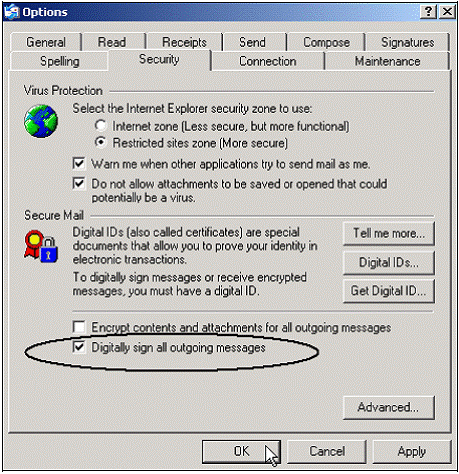 Options
General Read Receipts Send Compose Signatures
Spelling Security Connection Maintenance
Virus Protection
Select the Internet Explorer security zone to use:
Internet zone (Less secure, but more functional)
Restricted sites zone (More secure)
Warn me when other applications try to send mail as me.
Do not allow attachments to be saved or opened that could
potentially be a virus.
Secure Mail
Digital IDs (also called certificates) are special
documents that allow you to prove your identity in
electronic transactions.
To digitally sign messages or receive encrypted
messages, you must have a digital ID.
Tell me more...
Digital IDs...
Get Digital ID...
Encrypt contents and attachments for all outgoing messages
Digitally sign all outgoing messages
Advanced...
OK Cancel Apply